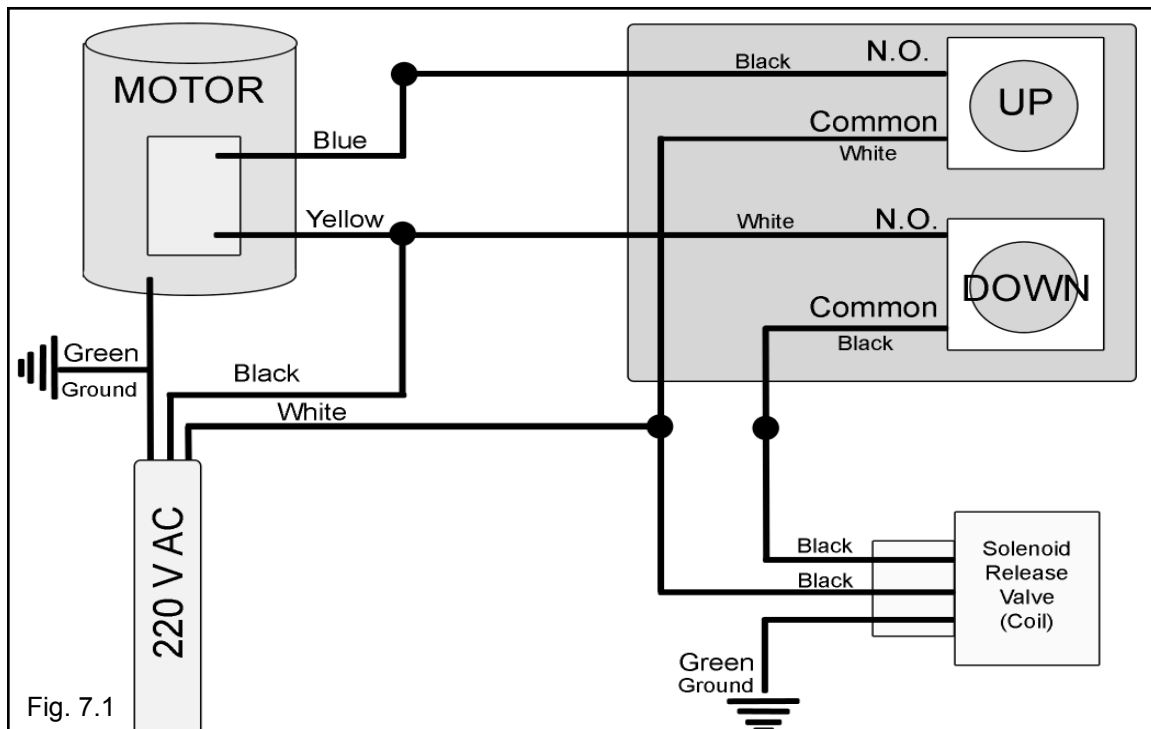 MOTOR
Blue
Yellow
Black
N.O.
UP
Common
White
White
N.O.
DOWN
Common
Black
Green
Ground
Black
White
220 V AC
Black
Black
Solenoid
Release
Valve
(Coil)
Green
Ground
Fig. 7.1